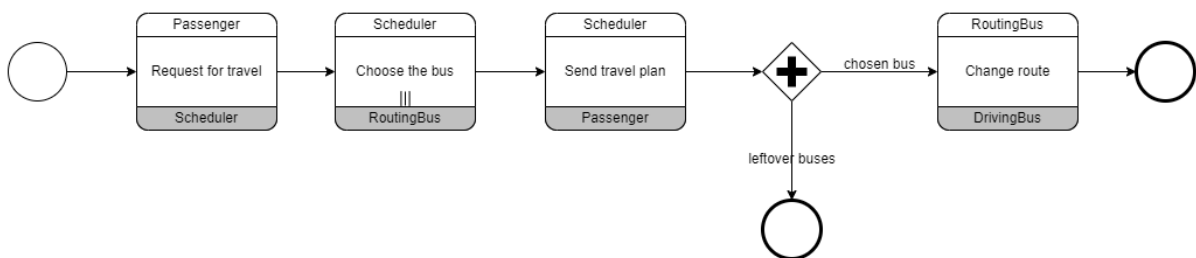 Passenger
Request for travel
Scheduler
Scheduler
Choose the bus
RoutingBus
Scheduler
Send travel plan
Passenger
chosen bus
leftover buses
RoutingBus
Change route
DrivingBus